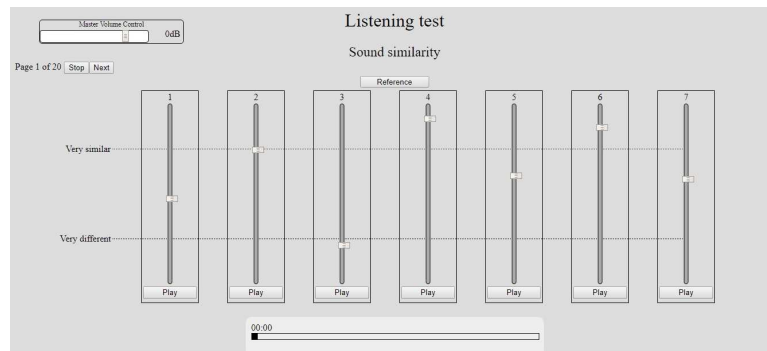 Listening test
Master Volume Control
0dB
Sound similarity
Page 1 of 20 Stop Next
Reference
1 2 3 4 5 6 7
Very similar
Very different
Play Play Play Play Play Play Play
00:00